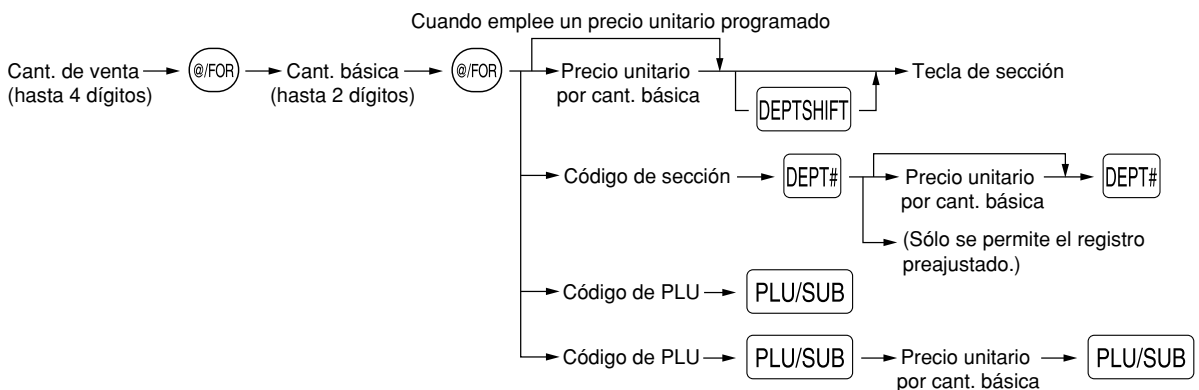 Cuando emplee un precio unitario programado
Cant. de venta @/FOR Cant. básica @/FOR Precio unitario Tecla de sección
(hasta 4 dígitos) (hasta 2 dígitos) por cant. básica
DEPTSHIFT
Código de sección DEPT# Precio unitario DEPT#
por cant. básica
(Sólo se permite el registro
preajustado.)
Código de PLU PLU/SUB
Código de PLU PLU/SUB Precio unitario PLU/SUB
por cant. básica